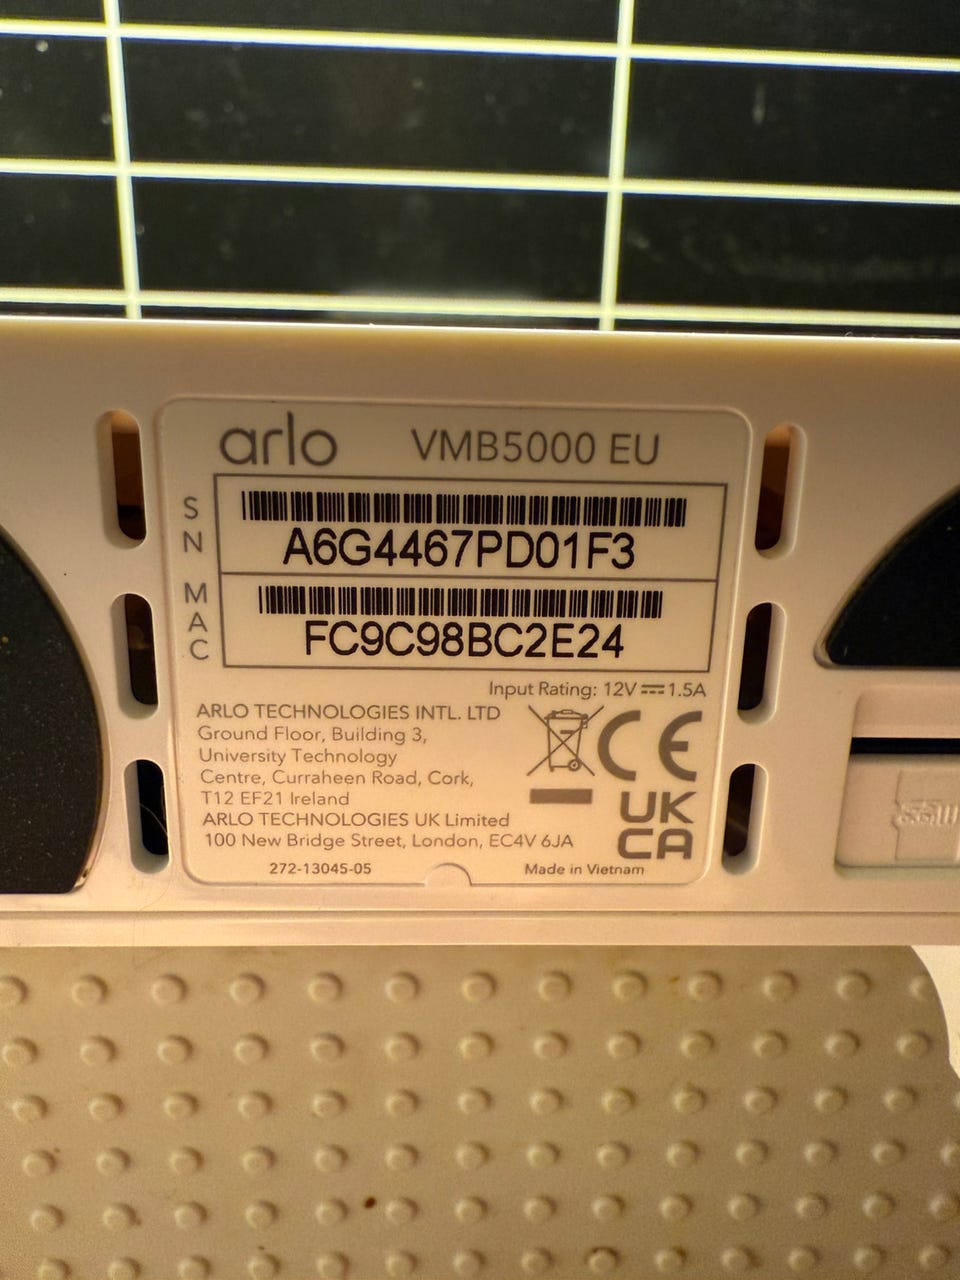 arlo VMB5000 EU
SN A6G4467PD01F3
MAC FC9C98BC2E24
Input Rating: 12V⎓1.5A
ARLO TECHNOLOGIES INTL. LTD
Ground Floor, Building 3,
University Technology
Centre, Curraheen Road, Cork,
T12 EF21 Ireland
ARLO TECHNOLOGIES UK Limited
100 New Bridge Street, London, EC4V 6JA
CE
UK
CA
272-13045-05 Made in Vietnam